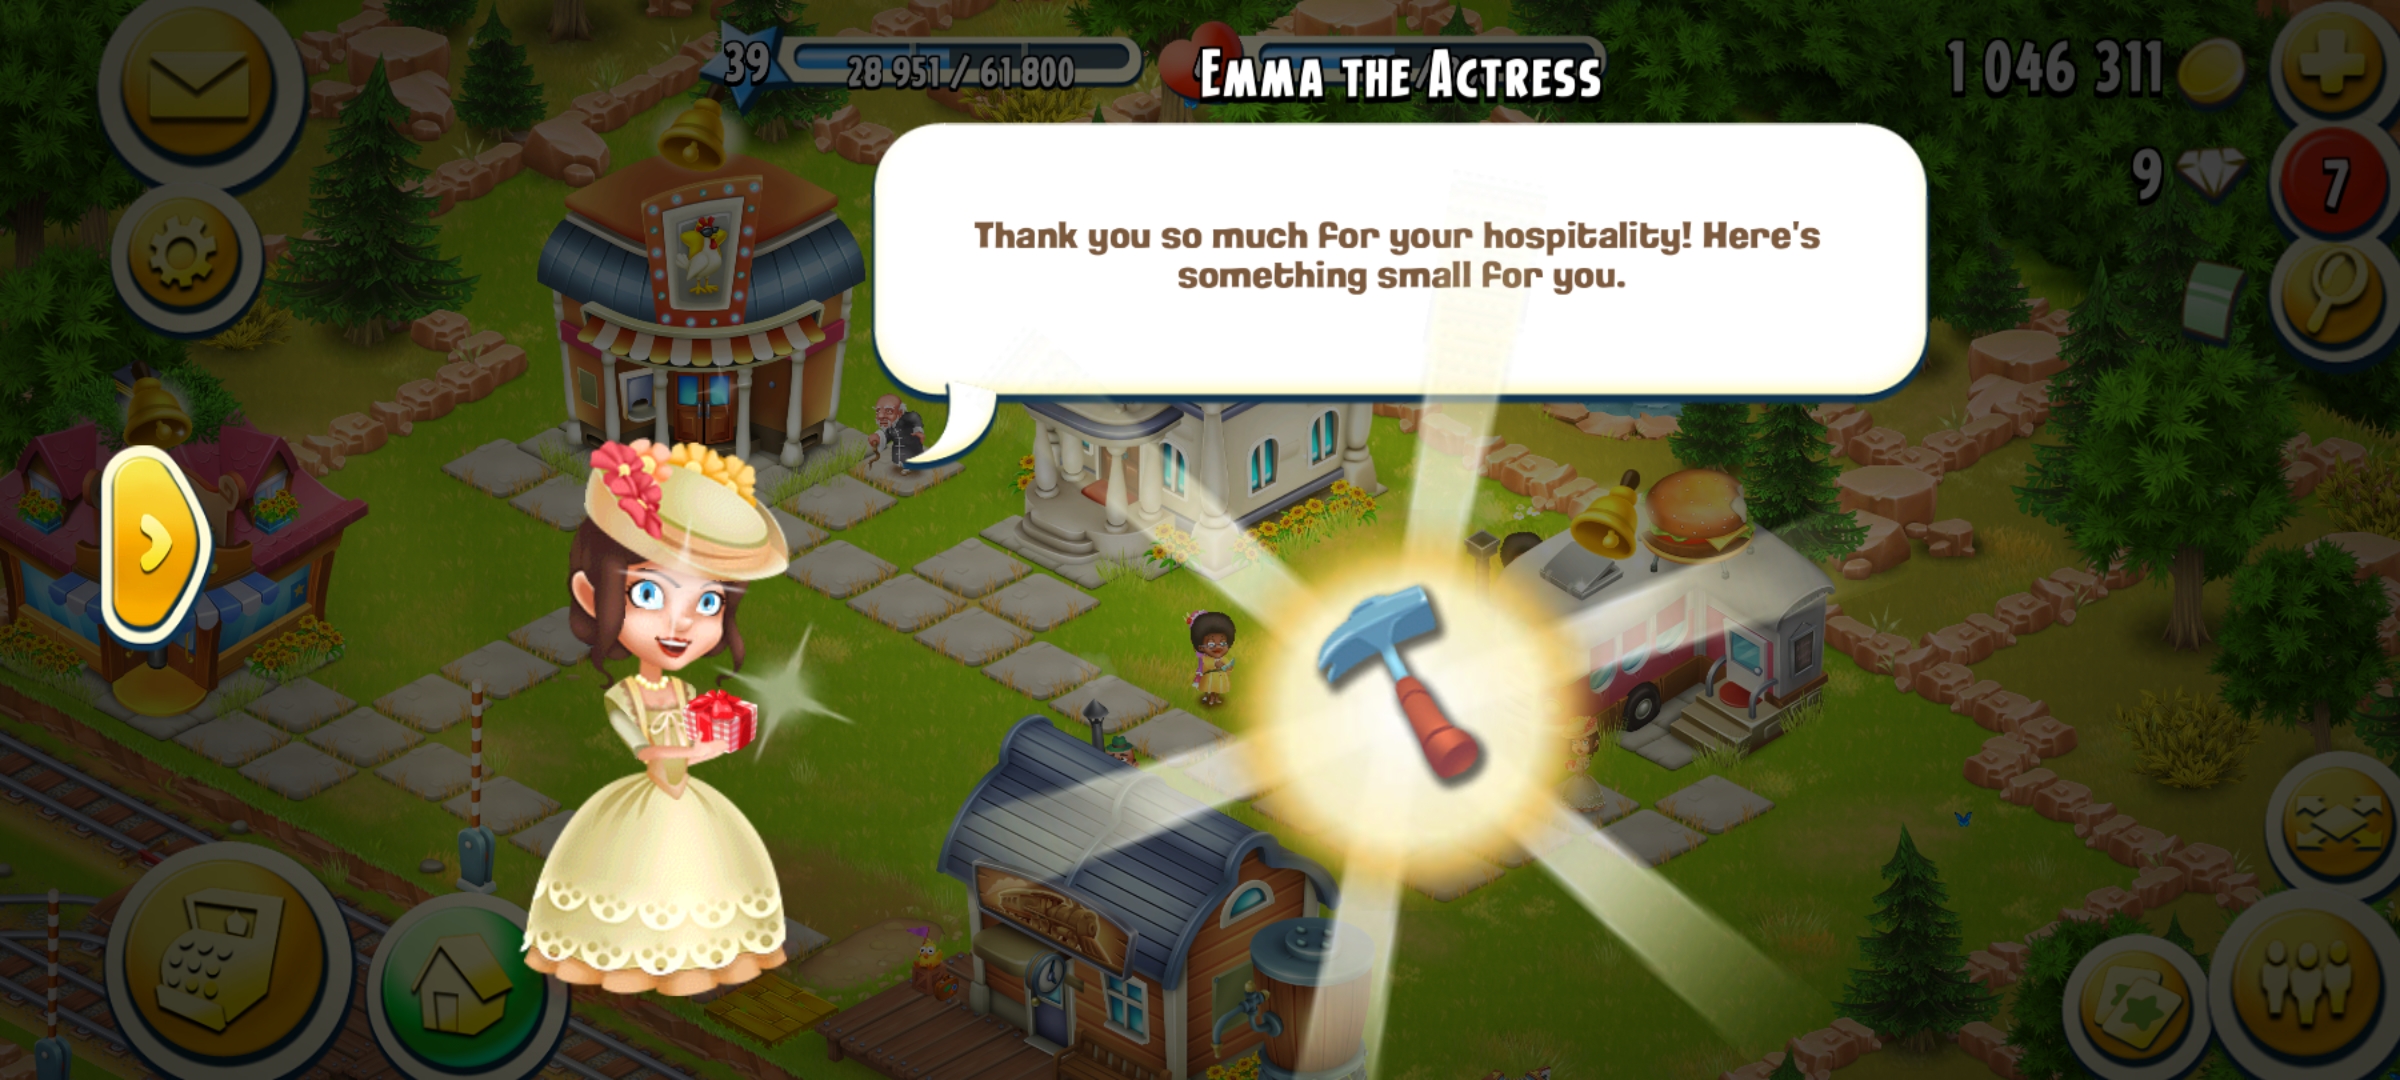 39
28 951 / 61 800
EMMA THE ACTRESS
1 046 311
9
7
Thank you so much for your hospitality! Here's
something small for you.